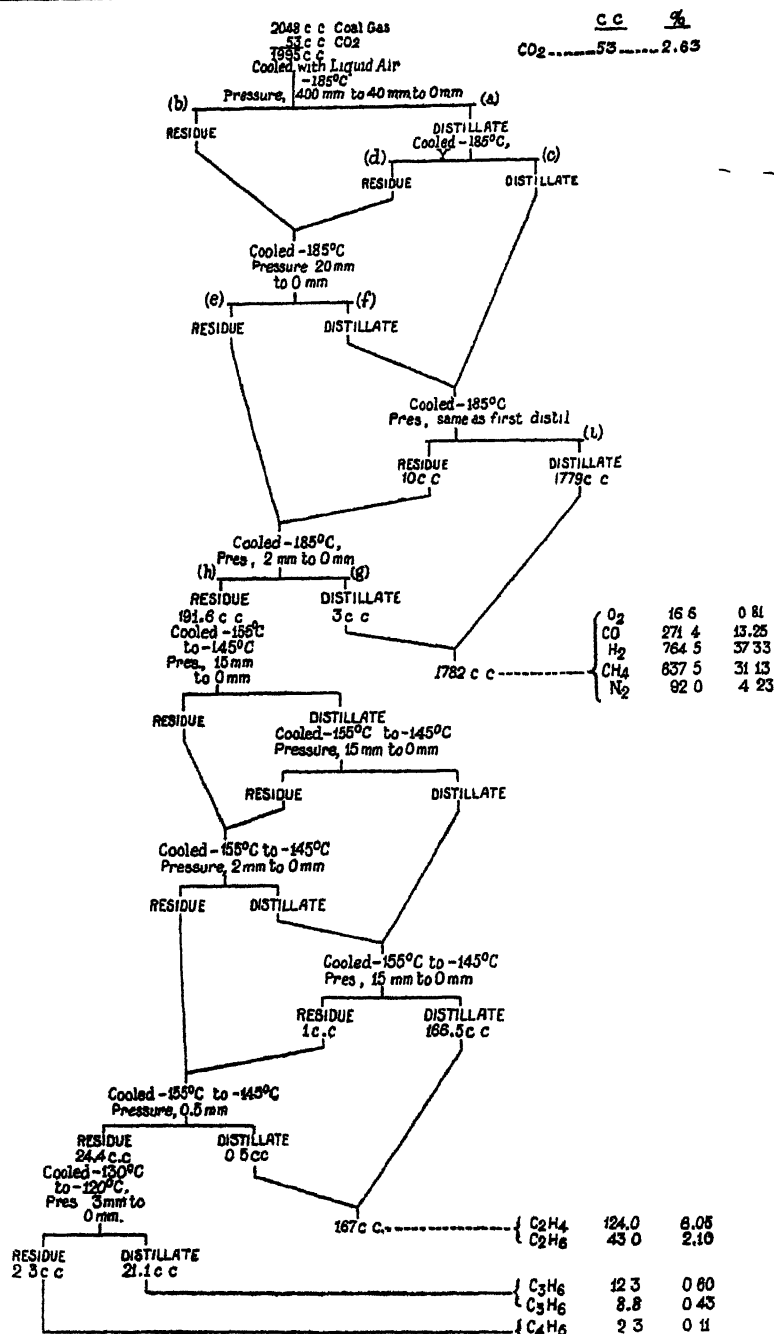 2048 c c Coal Gas
53 c c CO2
1995 c c
Cooled with Liquid Air
-185°C
Pressure, 400 mm to 40 mm to 0 mm
c c %
CO2 ........ 53 ...... 2.63
(b) (a)
RESIDUE
DISTILLATE
Cooled -185°C,
(d) (c)
RESIDUE DISTILLATE
Cooled -185°C
Pressure 20 mm
to 0 mm
(e) (f)
RESIDUE DISTILLATE
Cooled -185°C
Pres, same as first distil
(i)
RESIDUE DISTILLATE
10 c c 1779 c c
Cooled -185°C,
Pres, 2 mm to 0 mm
(h) (g)
RESIDUE DISTILLATE
191.6 c c 3 c c
Cooled -155°C
to -145°C
Pres, 15 mm
to 0 mm
1782 c c
O2 16 6 0 81
CO 271 4 13.25
H2 764 5 37 33
CH4 637 5 31 13
N2 92 0 4 23
RESIDUE DISTILLATE
Cooled -155°C to -145°C
Pressure, 15 mm to 0 mm
RESIDUE DISTILLATE
Cooled -155°C to -145°C
Pressure, 2 mm to 0 mm
RESIDUE DISTILLATE
Cooled -155°C to -145°C
Pres, 15 mm to 0 mm
RESIDUE DISTILLATE
1 c.c 166.5 c c
Cooled -155°C to -145°C
Pressure, 0.5 mm
RESIDUE DISTILLATE
24.4 c.c 0 5 cc
Cooled -130°C
to -120°C,
Pres 3 mm to
0 mm.
167 c c.
C2H4 124.0 6.05
C2H6 43 0 2.10
RESIDUE DISTILLATE
2 3 c c 21.1 c c
C3H6 12 3 0 60
C3H8 8.8 0 43
C4H6 2 3 0 11